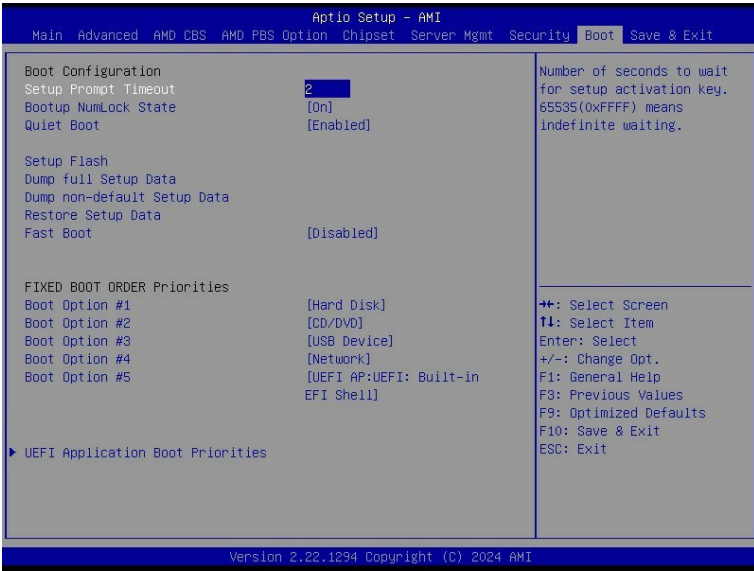 Aptio Setup – AMI
Main Advanced AMD CBS AMD PBS Option Chipset Server Mgmt Security Boot Save & Exit
Boot Configuration
Setup Prompt Timeout 2
Bootup NumLock State [On]
Quiet Boot [Enabled]
Setup Flash
Dump full Setup Data
Dump non-default Setup Data
Restore Setup Data
Fast Boot [Disabled]
FIXED BOOT ORDER Priorities
Boot Option #1 [Hard Disk]
Boot Option #2 [CD/DVD]
Boot Option #3 [USB Device]
Boot Option #4 [Network]
Boot Option #5 [UEFI AP:UEFI: Built-in
EFI Shell]
UEFI Application Boot Priorities
Number of seconds to wait
for setup activation key.
65535(0xFFFF) means
indefinite waiting.
→←: Select Screen
↑↓: Select Item
Enter: Select
+/-: Change Opt.
F1: General Help
F3: Previous Values
F9: Optimized Defaults
F10: Save & Exit
ESC: Exit
Version 2.22.1294 Copyright (C) 2024 AMI